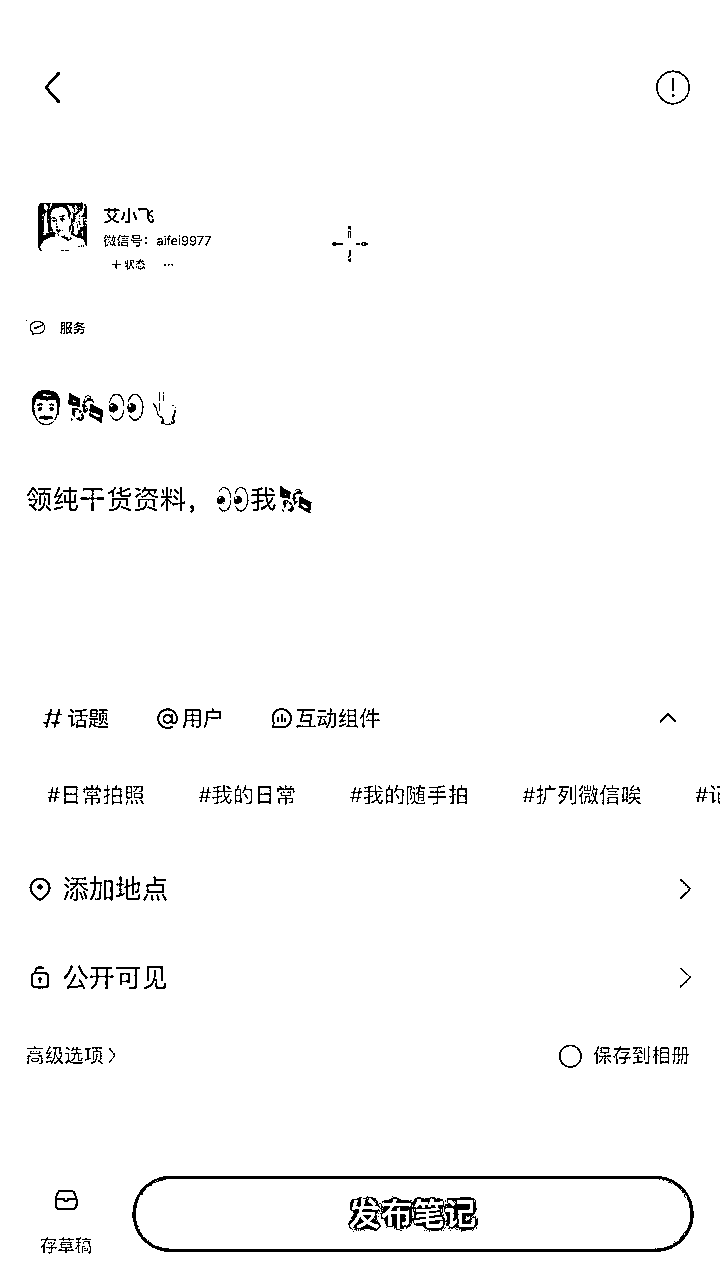 艾小飞
微信号：aifei9977
＋状态 ...
服务
领纯干货资料，👀我
# 话题 @用户 互动组件
#日常拍照 #我的日常 #我的随手拍 #扩列微信唉 #记
添加地点
公开可见
高级选项 保存到相册
存草稿 发布笔记